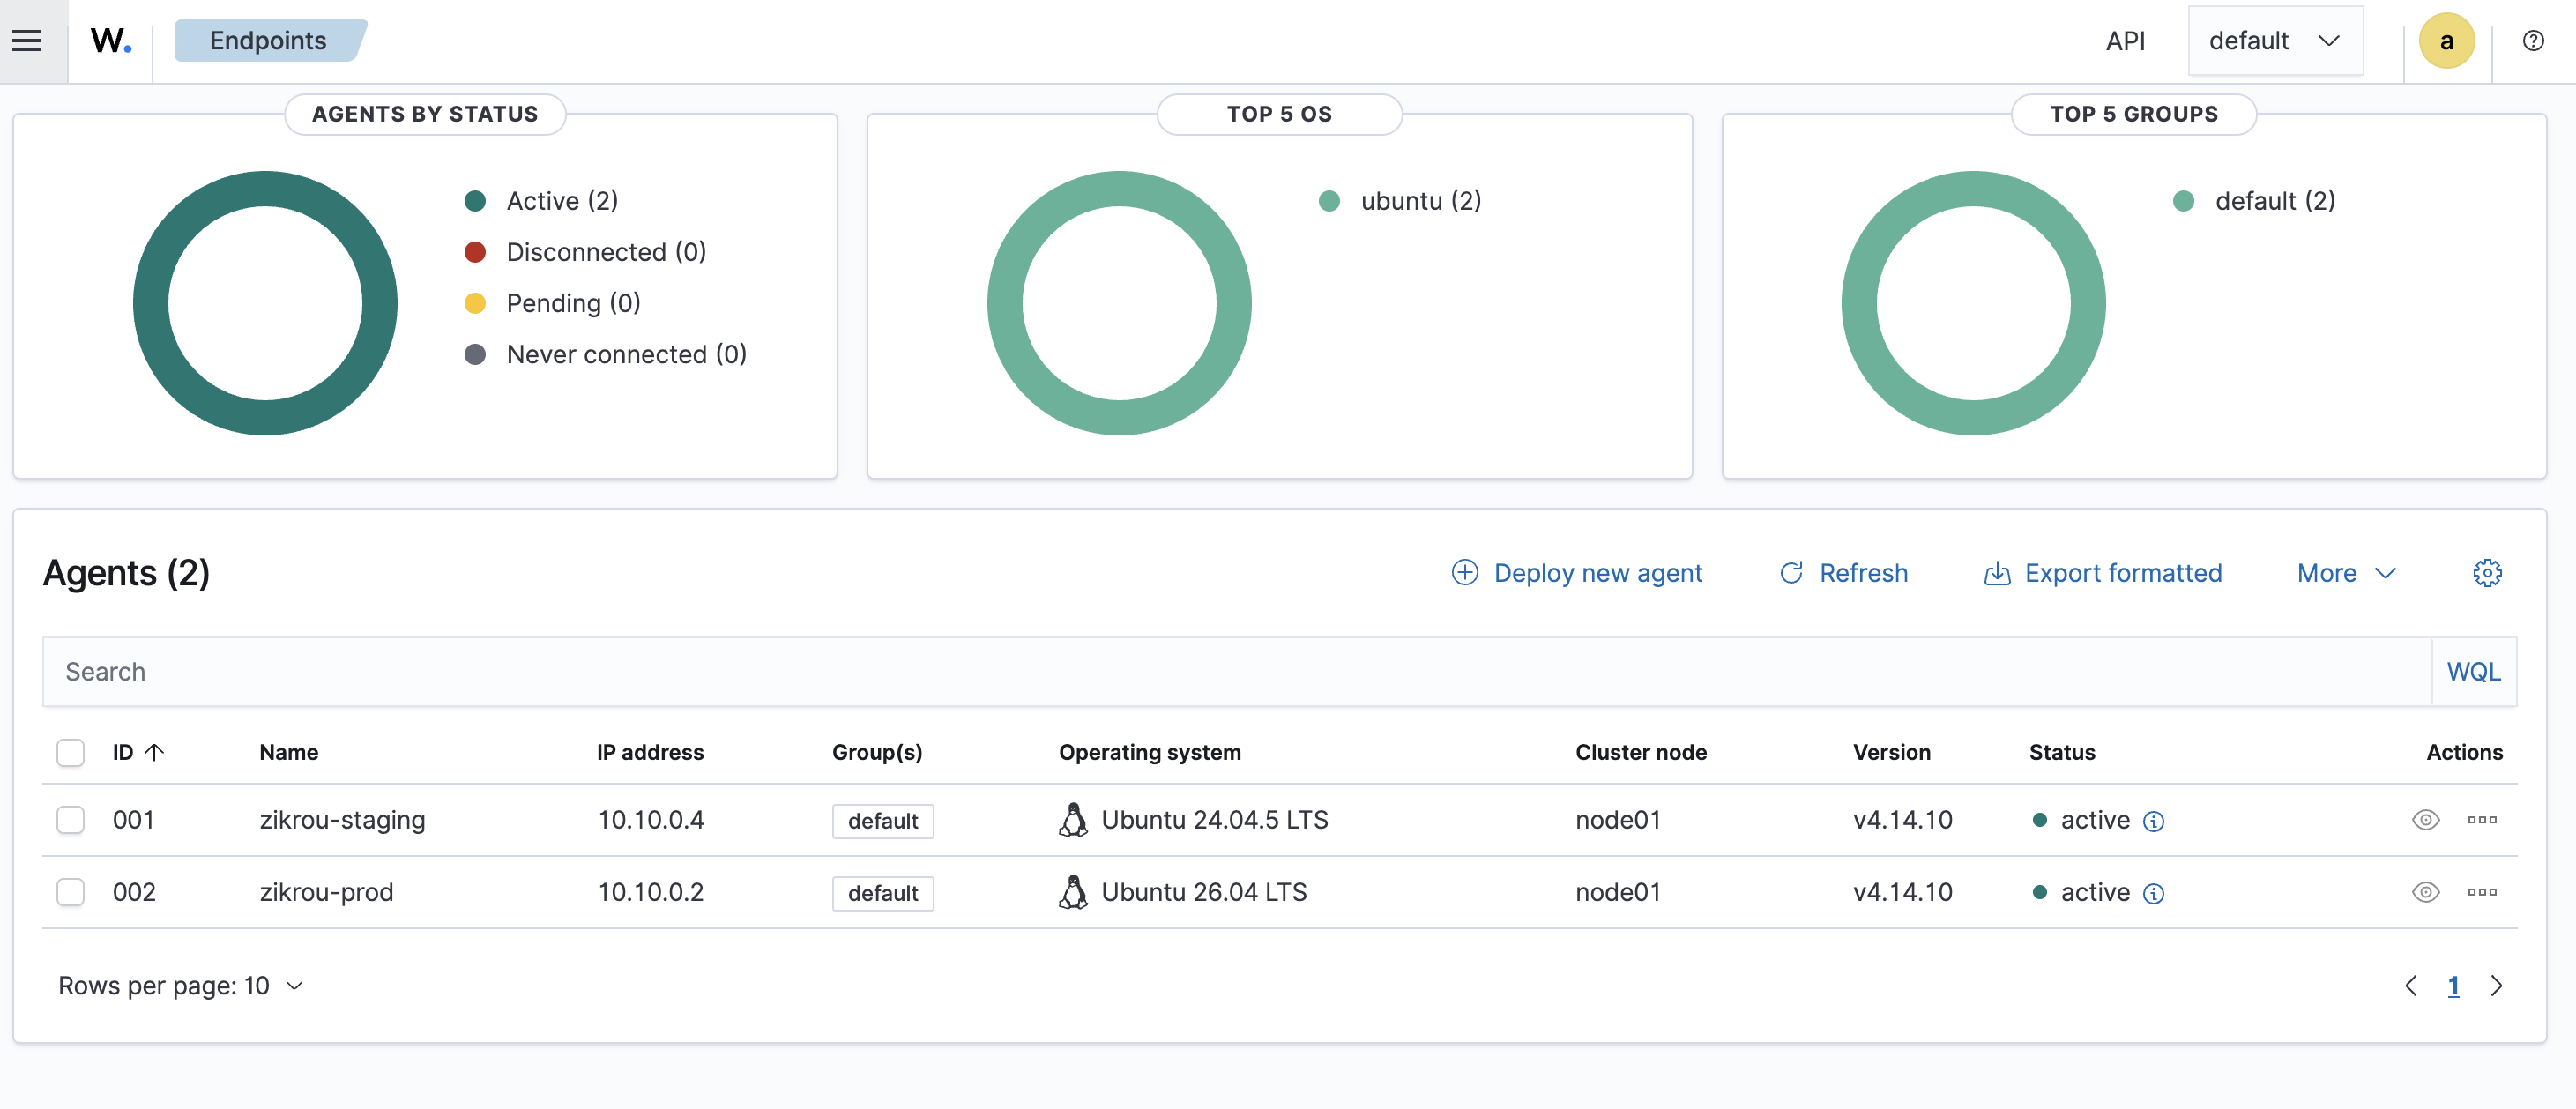 W. Endpoints API default a
AGENTS BY STATUS
Active (2)
Disconnected (0)
Pending (0)
Never connected (0)
TOP 5 OS
ubuntu (2)
TOP 5 GROUPS
default (2)
Agents (2) Deploy new agent Refresh Export formatted More
Search WQL
ID Name IP address Group(s) Operating system Cluster node Version Status Actions
001 zikrou-staging 10.10.0.4 default Ubuntu 24.04.5 LTS node01 v4.14.10 active
002 zikrou-prod 10.10.0.2 default Ubuntu 26.04 LTS node01 v4.14.10 active
Rows per page: 10 1